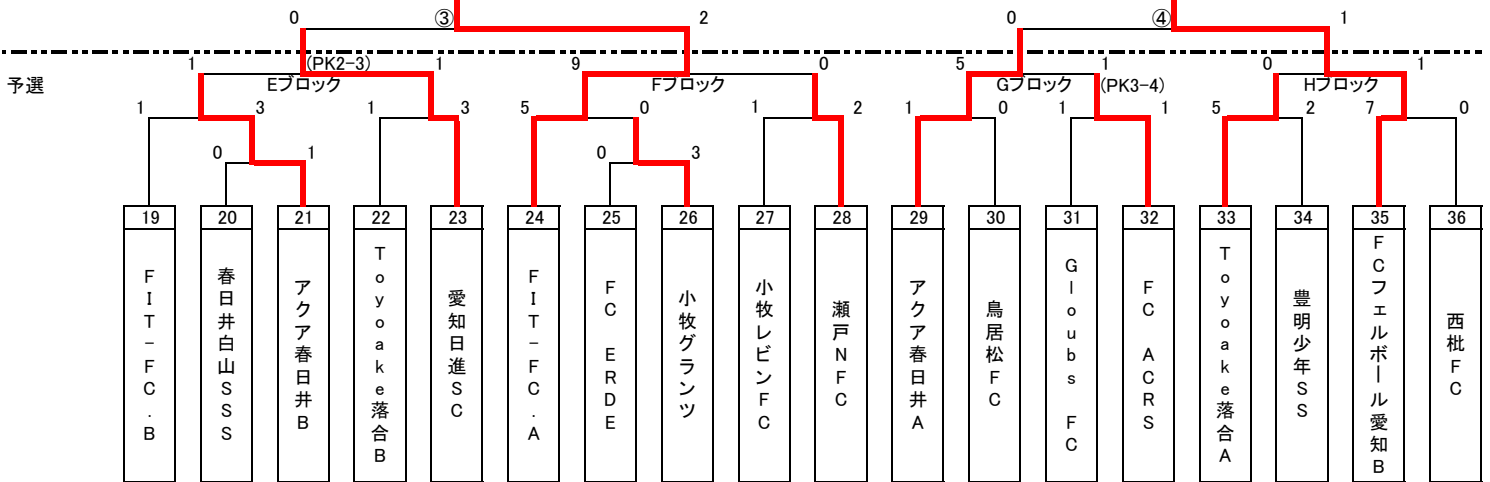 0 ③ 2 0 ④ 1
予選
1 (PK2-3) 1 9 0 5 1 0 1
Eブロック Fブロック Gブロック (PK3-4) Hブロック
1 3 1 3 5 0 1 2 1 0 1 1 5 2 7 0
0 1 0 3
19 20 21 22 23 24 25 26 27 28 29 30 31 32 33 34 35 36
FIT-FC.B
春日井白山SSS
アクア春日井B
Toyoake落合B
愛知日進SC
FIT-FC.A
FC ERDE
小牧グランツ
小牧レビンFC
瀬戸NFC
アクア春日井A
鳥居松FC
Gloubs FC
FC ACRS
Toyoake落合A
豊明少年SS
FCフェルボール愛知B
西枇FC